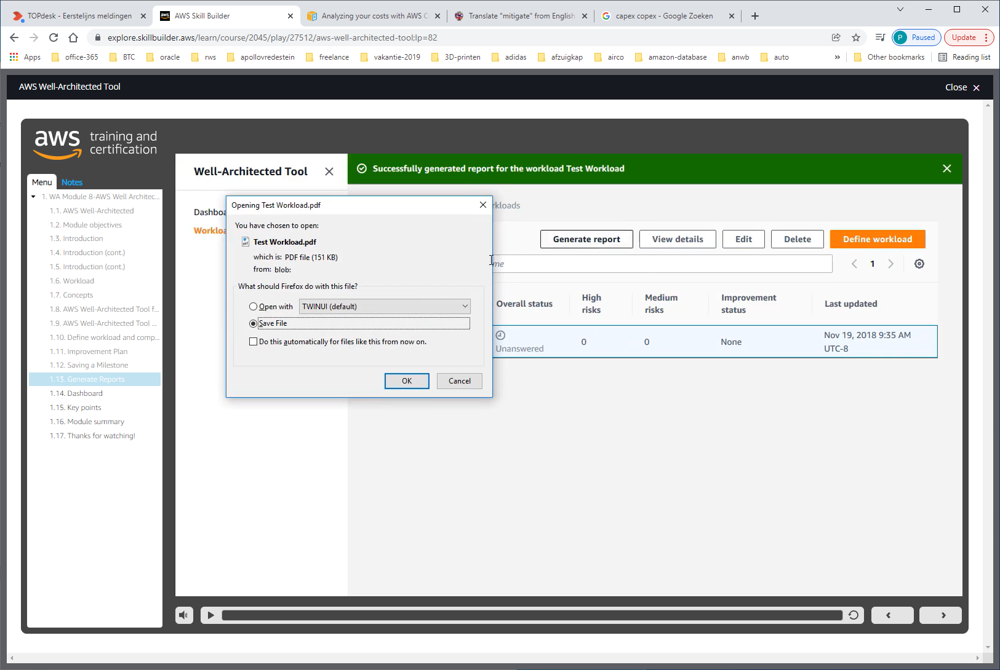 TOPdesk - Eerstelijns meldingen
AWS Skill Builder
Analyzing your costs with AWS C
Translate "mitigate" from English
capex copex - Google Zoeken
explore.skillbuilder.aws/learn/course/2045/play/27512/aws-well-architected-tool;lp=82
P Paused
Update
Apps
office-365
BTC
oracle
rws
apollovredestein
freelance
vakantie-2019
3D-printen
adidas
afzuigkap
airco
amazon-database
anwb
auto
»
Other bookmarks
Reading list
AWS Well-Architected Tool
Close
aws training and certification
Menu
Notes
1. WA Module 8-AWS Well Architec...
1.1. AWS Well-Architected
1.2. Module objectives
1.3. Introduction
1.4. Introduction (cont.)
1.5. Introduction (cont.)
1.6. Workload
1.7. Concepts
1.8. AWS Well-Architected Tool f...
1.9. AWS Well-Architected Tool ...
1.10. Define workload and comp...
1.11. Improvement Plan
1.12. Saving a Milestone
1.13. Generate Reports
1.14. Dashboard
1.15. Key points
1.16. Module summary
1.17. Thanks for watching!
Well-Architected Tool
Dashboa
Workloa
Successfully generated report for the workload Test Workload
rkloads
Generate report
View details
Edit
Delete
Define workload
me
1
Overall status
High risks
Medium risks
Improvement status
Last updated
Unanswered
0
0
None
Nov 19, 2018 9:35 AM
UTC-8
Opening Test Workload.pdf
You have chosen to open:
Test Workload.pdf
which is: PDF file (151 KB)
from: blob:
What should Firefox do with this file?
Open with
TWINUI (default)
Save File
Do this automatically for files like this from now on.
OK
Cancel